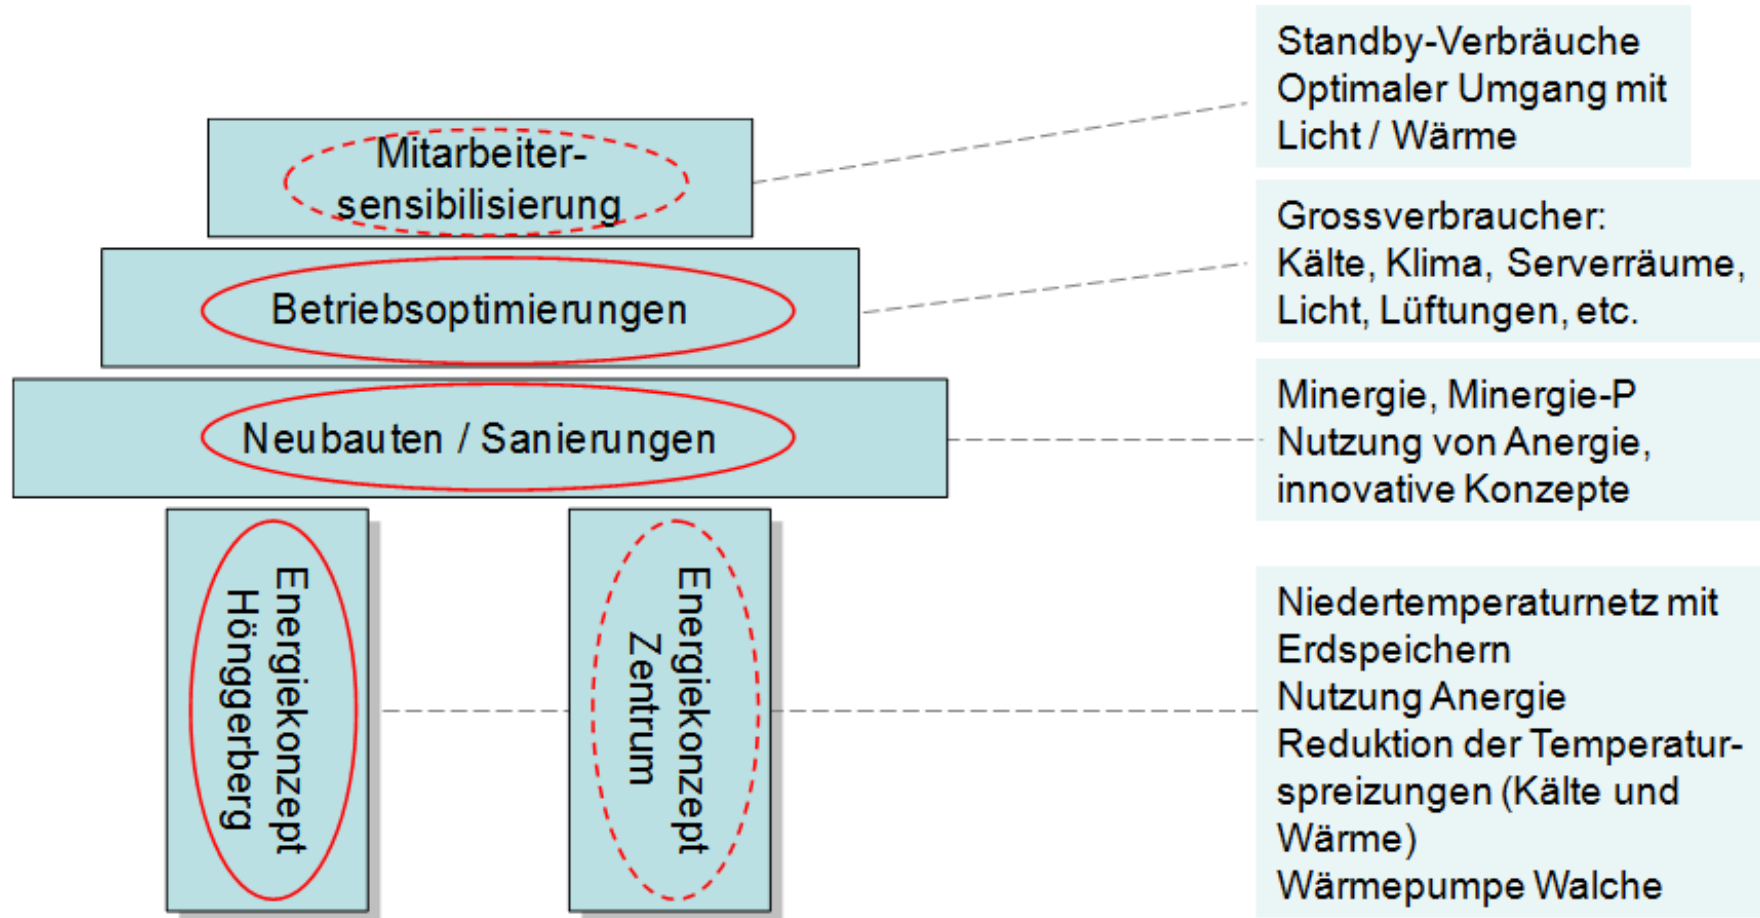 Mitarbeiter-
sensibilisierung
Betriebsoptimierungen
Neubauten / Sanierungen
Energiekonzept
Hönggerberg
Energiekonzept
Zentrum
Standby-Verbräuche
Optimaler Umgang mit
Licht / Wärme
Grossverbraucher:
Kälte, Klima, Serverräume,
Licht, Lüftungen, etc.
Minergie, Minergie-P
Nutzung von Anergie,
innovative Konzepte
Niedertemperaturnetz mit
Erdspeichern
Nutzung Anergie
Reduktion der Temperatur-
spreizungen (Kälte und
Wärme)
Wärmepumpe Walche